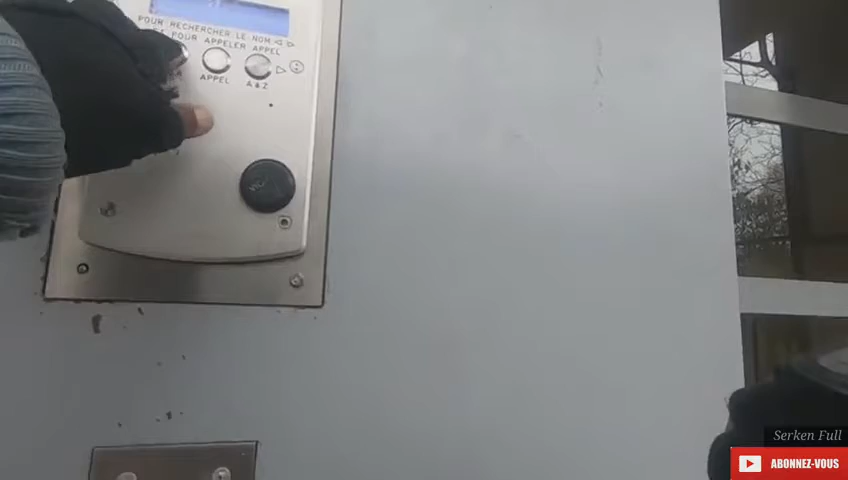 POUR RECHERCHER LE NOM ◁ ▷
POUR APPELER APPEL
APPEL
A à Z
Serken Full
ABONNEZ-VOUS